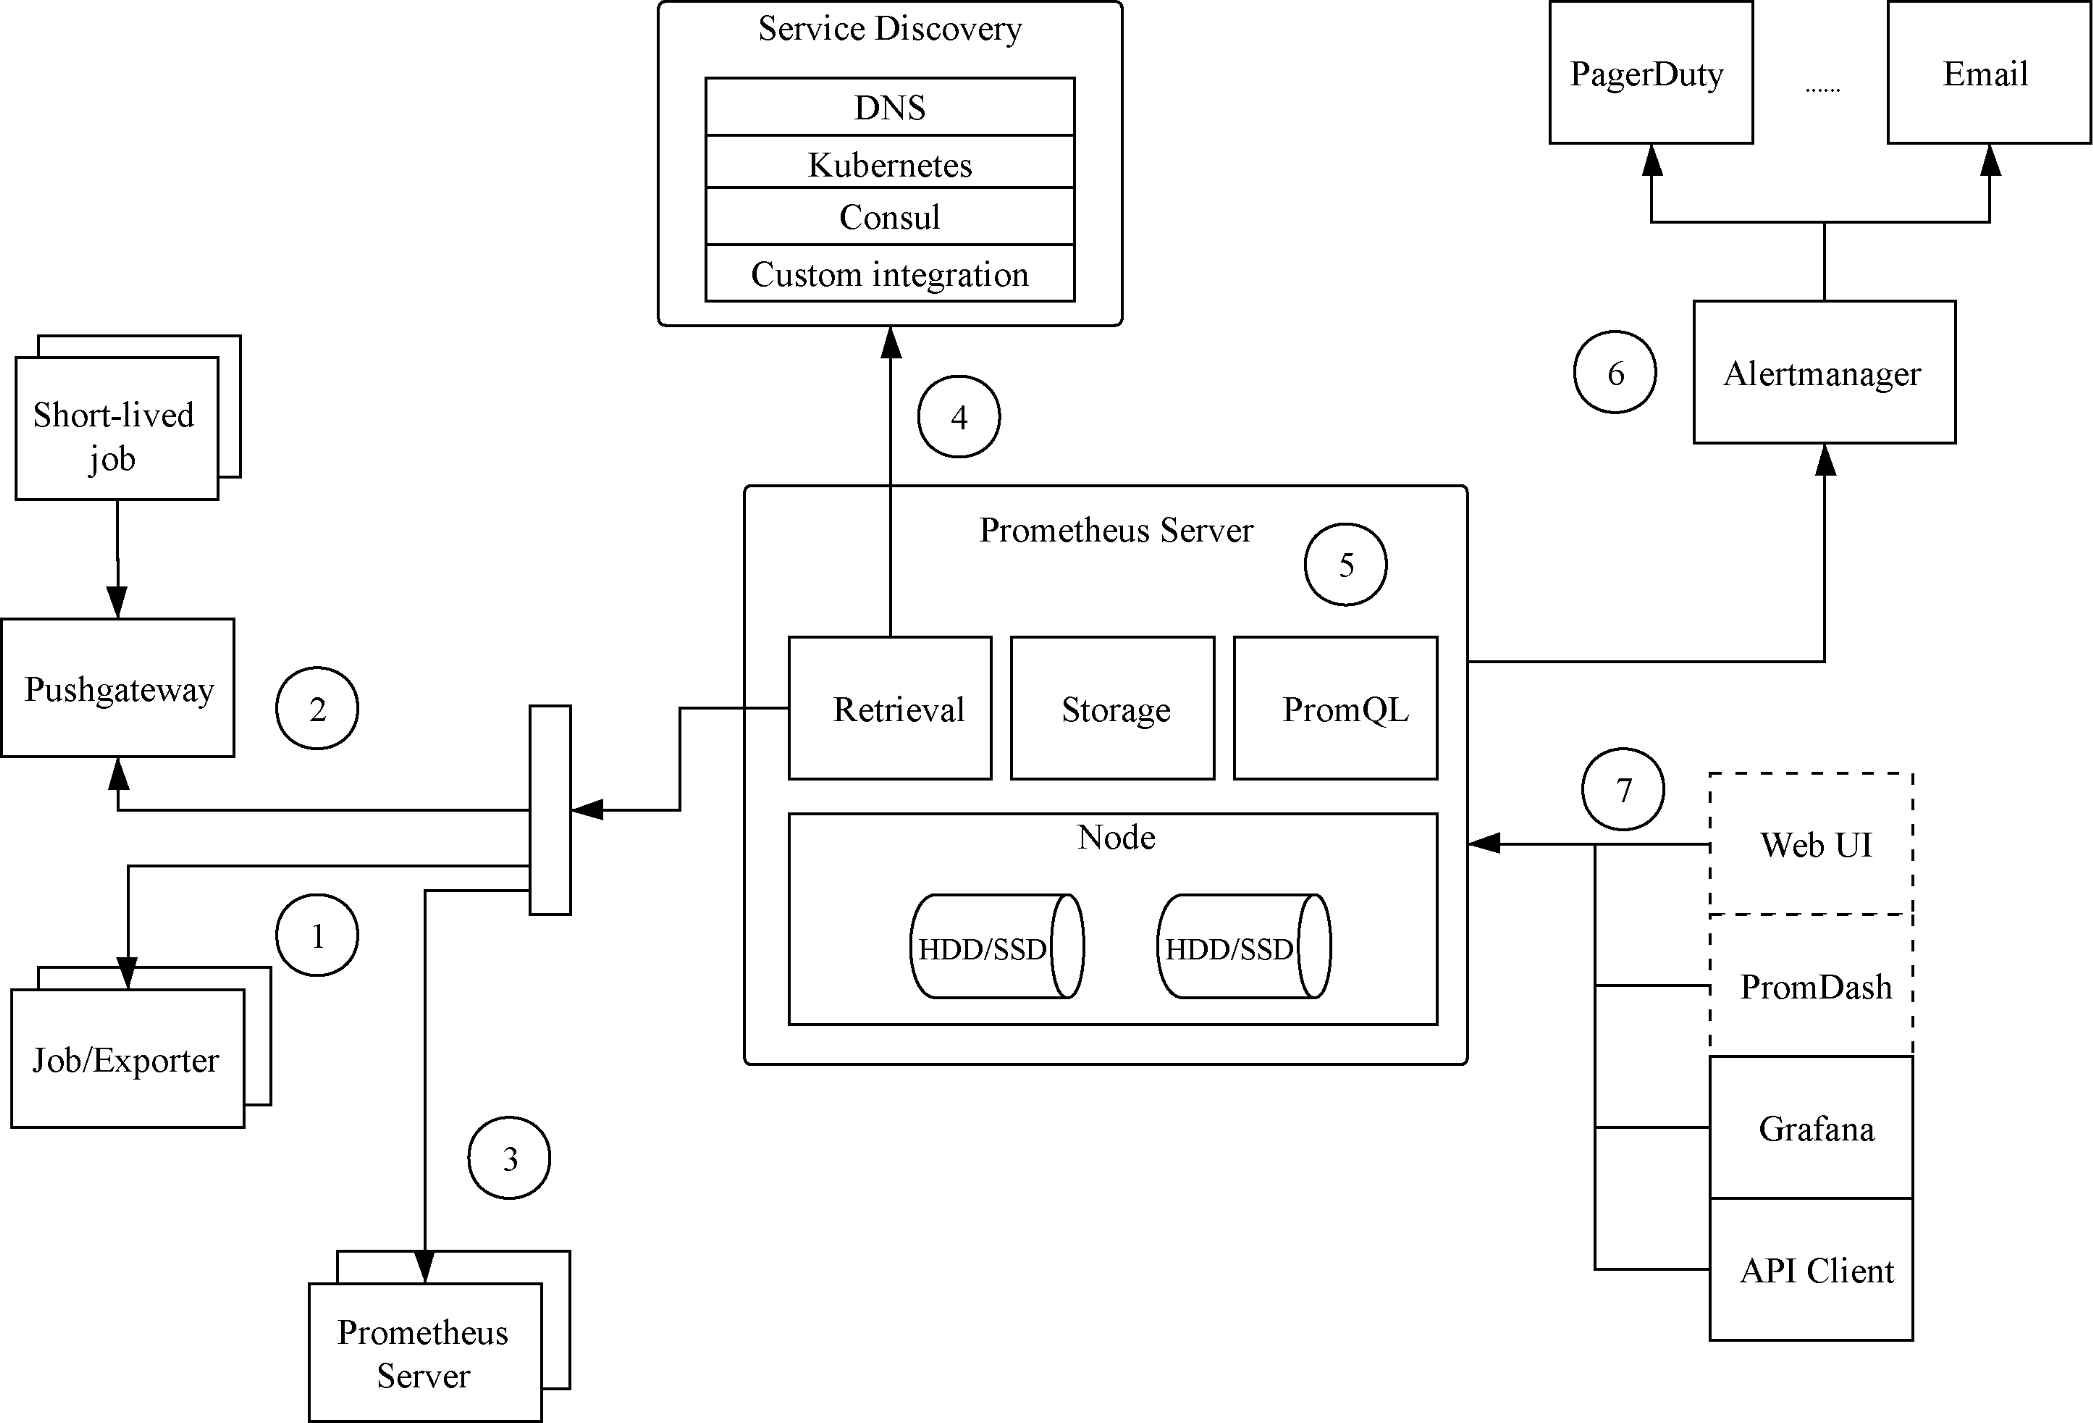 Service Discovery
DNS
Kubernetes
Consul
Custom integration
PagerDuty
......
Email
Alertmanager
6
4
Short-lived
job
Pushgateway
2
1
Job/Exporter
3
Prometheus
Server
Prometheus Server
5
Retrieval
Storage
PromQL
Node
HDD/SSD
HDD/SSD
7
Web UI
PromDash
Grafana
API Client